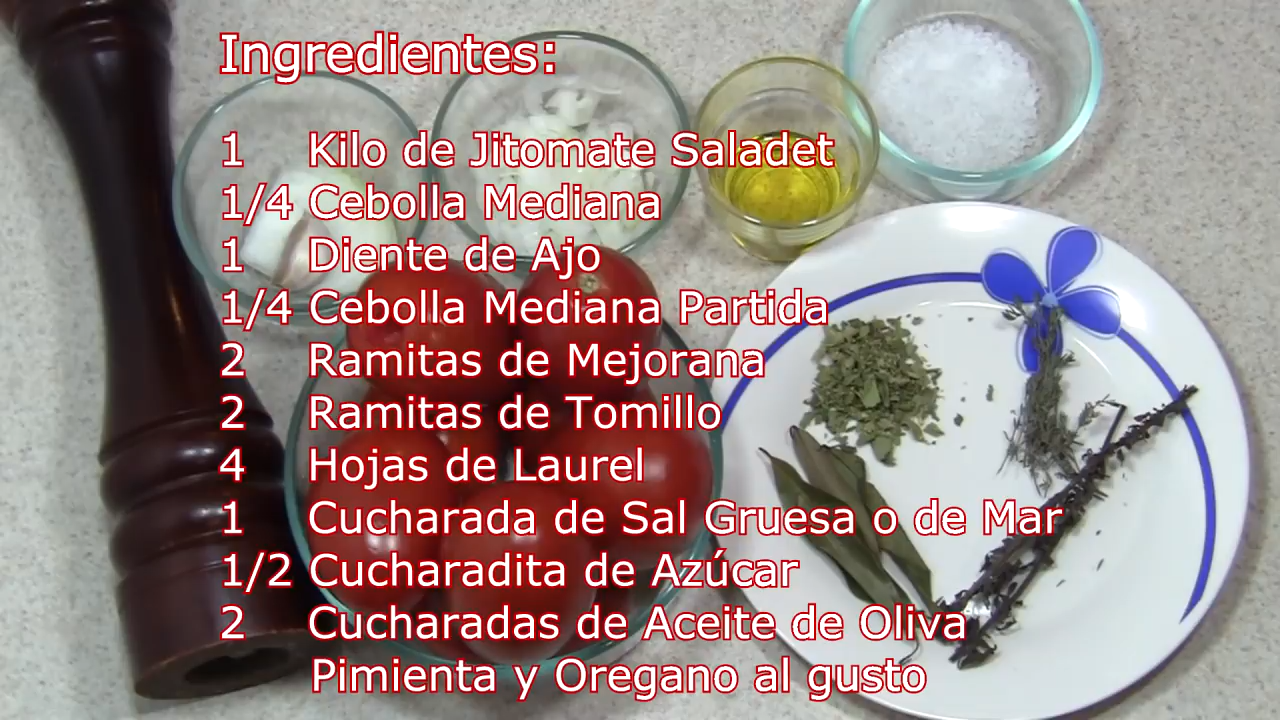 Ingredientes:
1 Kilo de Jitomate Saladet
1/4 Cebolla Mediana
1 Diente de Ajo
1/4 Cebolla Mediana Partida
2 Ramitas de Mejorana
2 Ramitas de Tomillo
4 Hojas de Laurel
1 Cucharada de Sal Gruesa o de Mar
1/2 Cucharadita de Azúcar
2 Cucharadas de Aceite de Oliva
Pimienta y Oregano al gusto